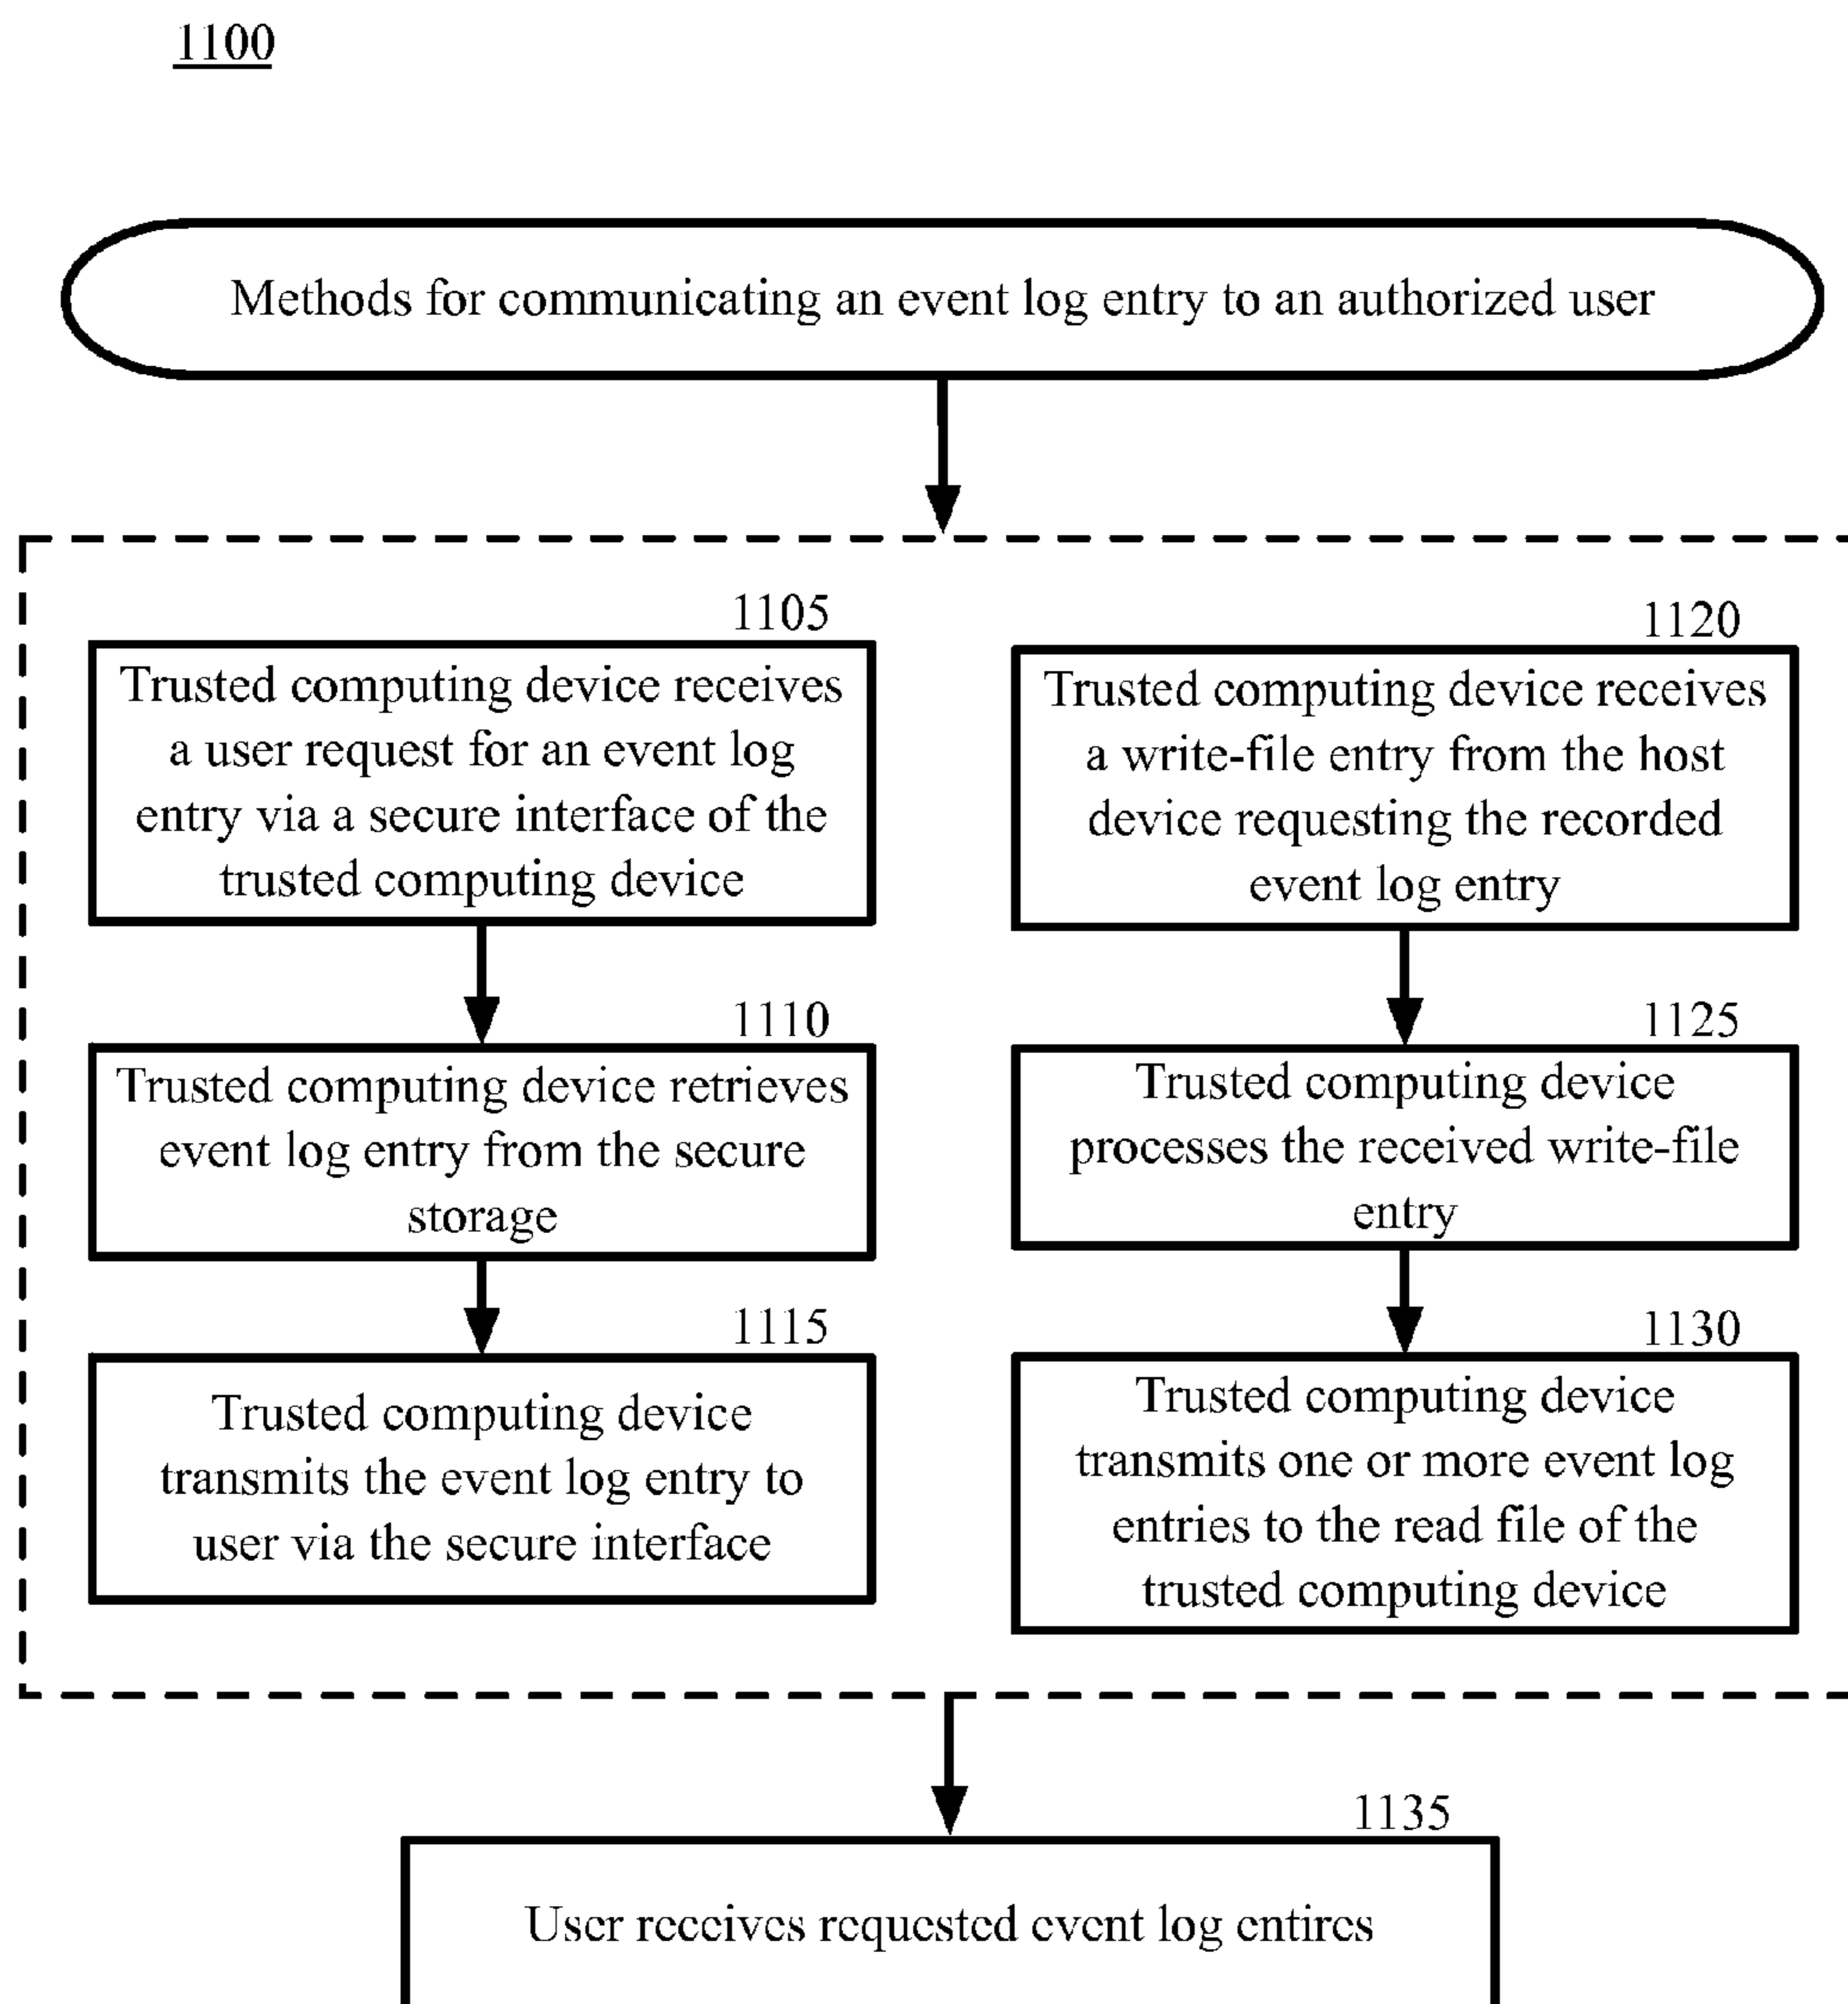 1100
Methods for communicating an event log entry to an authorized user
1105
Trusted computing device receives
a user request for an event log
entry via a secure interface of the
trusted computing device
1110
Trusted computing device retrieves
event log entry from the secure
storage
1115
Trusted computing device
transmits the event log entry to
user via the secure interface
1120
Trusted computing device receives
a write-file entry from the host
device requesting the recorded
event log entry
1125
Trusted computing device
processes the received write-file
entry
1130
Trusted computing device
transmits one or more event log
entries to the read file of the
trusted computing device
1135
User receives requested event log entires